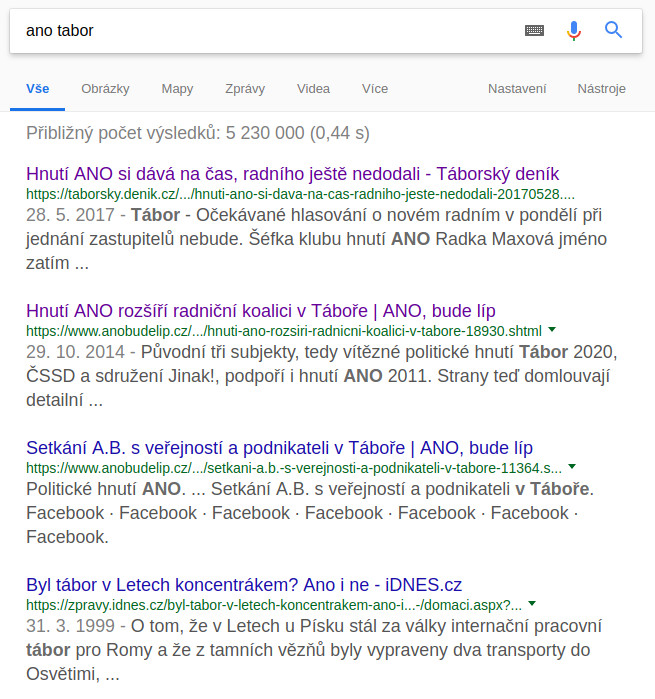 ano tabor
Vše Obrázky Mapy Zprávy Videa Více Nastavení Nástroje
Přibližný počet výsledků: 5 230 000 (0,44 s)
Hnutí ANO si dává na čas, radního ještě nedodali - Táborský deník
https://taborsky.denik.cz/.../hnuti-ano-si-dava-na-cas-radniho-jeste-nedodali-20170528....
28. 5. 2017 - Tábor - Očekávané hlasování o novém radním v pondělí při
jednání zastupitelů nebude. Šéfka klubu hnutí ANO Radka Maxová jméno
zatím ...
Hnutí ANO rozšíří radniční koalici v Táboře | ANO, bude líp
https://www.anobudelip.cz/.../hnuti-ano-rozsiri-radnicni-koalici-v-tabore-18930.shtml
29. 10. 2014 - Původní tři subjekty, tedy vítězné politické hnutí Tábor 2020,
ČSSD a sdružení Jinak!, podpoří i hnutí ANO 2011. Strany teď domlouvají
detailní ...
Setkání A.B. s veřejností a podnikateli v Táboře | ANO, bude líp
https://www.anobudelip.cz/.../setkani-a.b.-s-verejnosti-a-podnikateli-v-tabore-11364.s...
Politické hnutí ANO. ... Setkání A.B. s veřejností a podnikateli v Táboře.
Facebook · Facebook · Facebook · Facebook · Facebook · Facebook ·
Facebook.
Byl tábor v Letech koncentrákem? Ano i ne - iDNES.cz
https://zpravy.idnes.cz/byl-tabor-v-letech-koncentrakem-ano-i...-/domaci.aspx?...
31. 3. 1999 - O tom, že v Letech u Písku stál za války internační pracovní
tábor pro Romy a že z tamních vězňů byly vypraveny dva transporty do
Osvětimi, ...